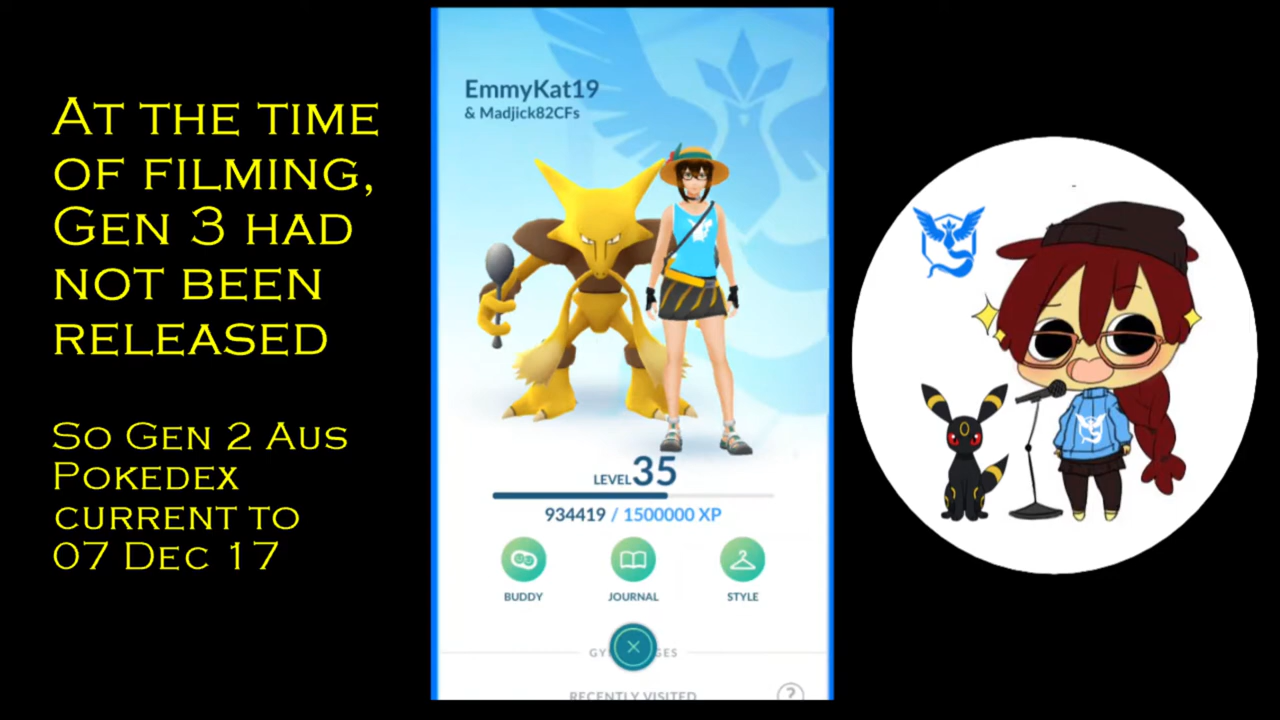 At the time
of filming,
Gen 3 had
not been
released
So Gen 2 Aus
Pokedex
current to
07 Dec 17
EmmyKat19
& Madjick82CFs
LEVEL 35
934419 / 1500000 XP
BUDDY JOURNAL STYLE
RECENTLY VISITED ?